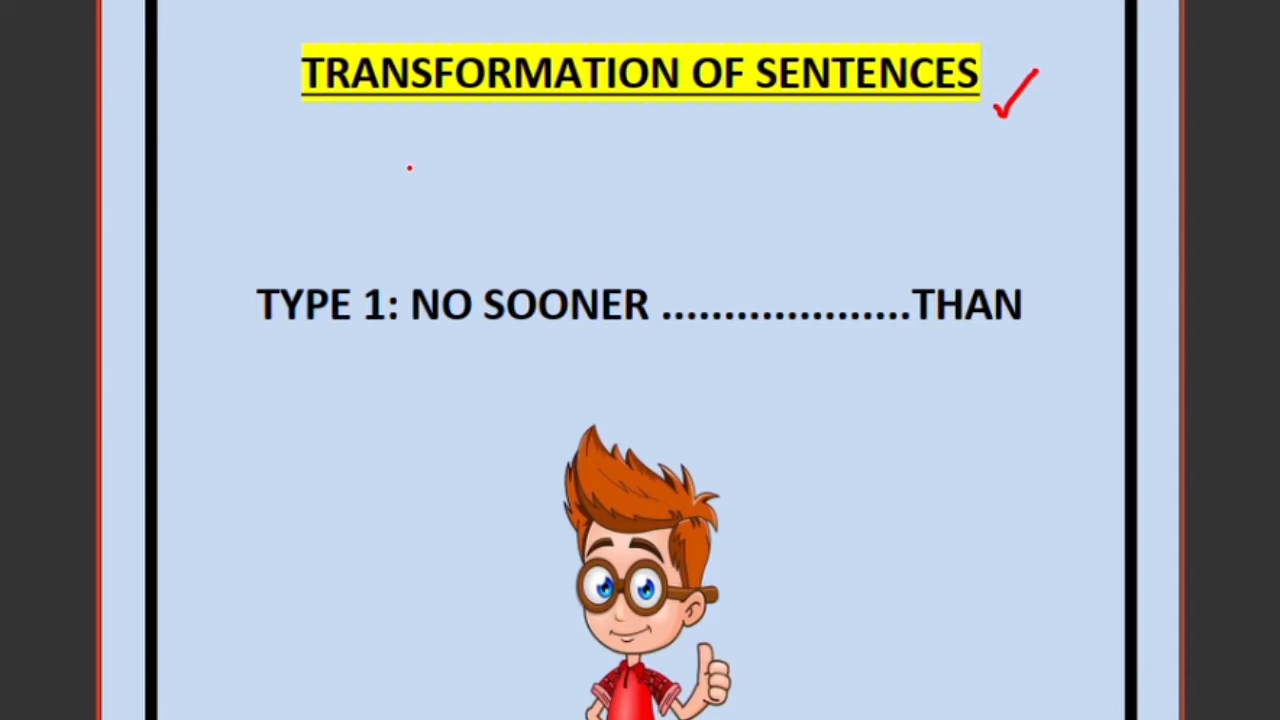 TRANSFORMATION OF SENTENCES
TYPE 1: NO SOONER ....................THAN